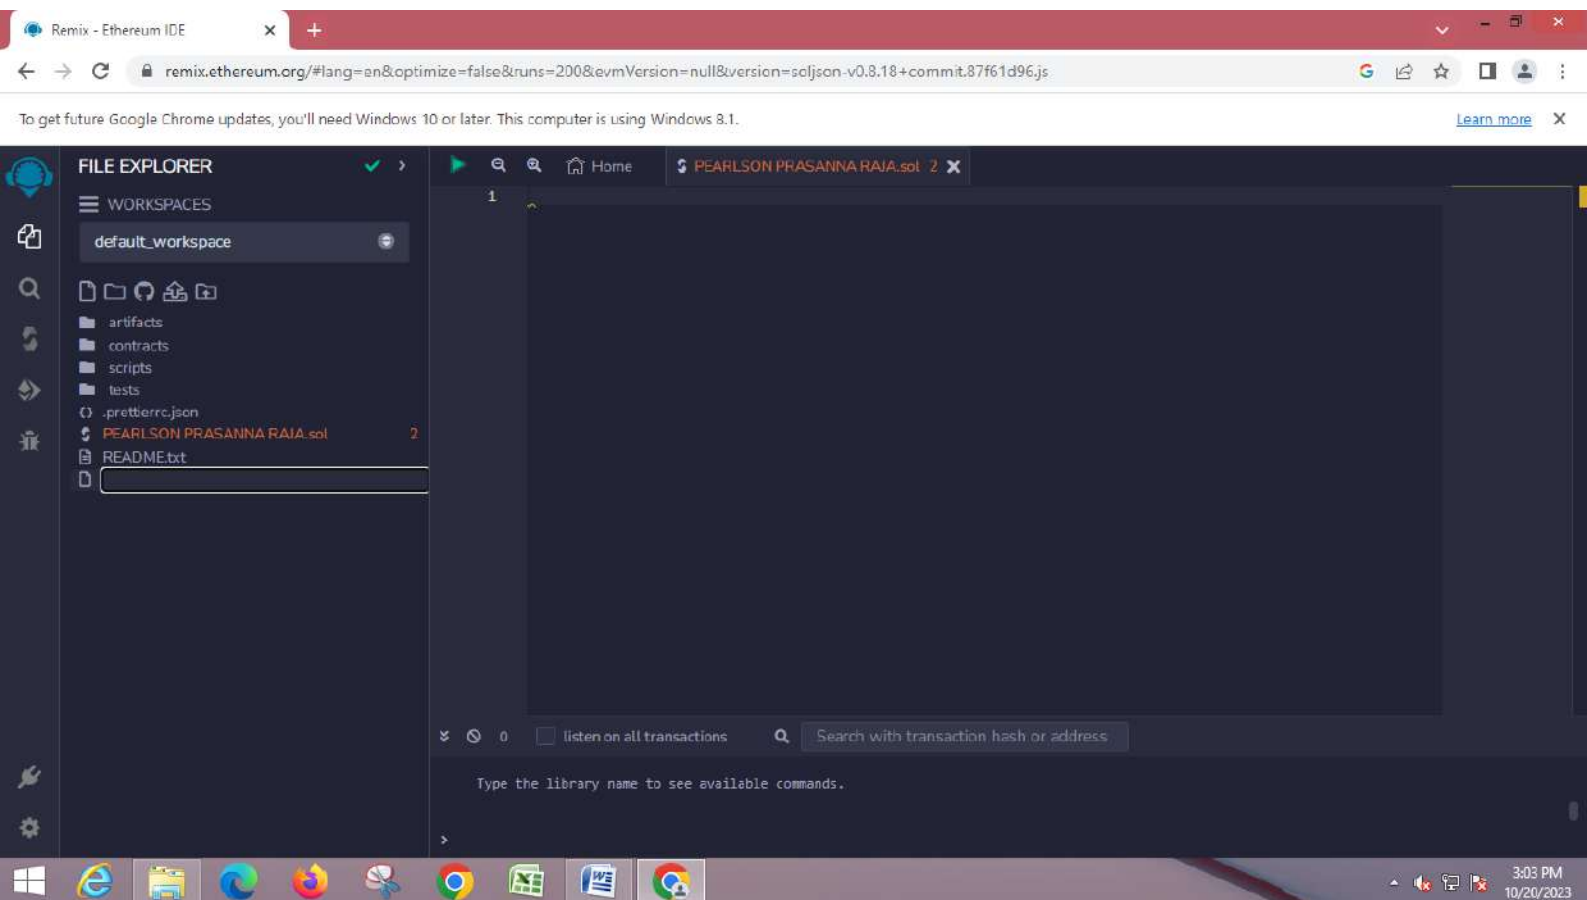 Remix - Ethereum IDE
remix.ethereum.org/#lang=en&optimize=false&runs=200&evmVersion=null&version=soljson-v0.8.18+commit.87f61d96.js
To get future Google Chrome updates, you'll need Windows 10 or later. This computer is using Windows 8.1.
Learn more
FILE EXPLORER
Home
PEARLSON PRASANNA RAJA.sol 2
WORKSPACES
1
default_workspace
artifacts
contracts
scripts
tests
.prettierrc.json
PEARLSON PRASANNA RAJA.sol 2
README.txt
0
listen on all transactions
Search with transaction hash or address
Type the library name to see available commands.
>
3:03 PM
10/20/2023